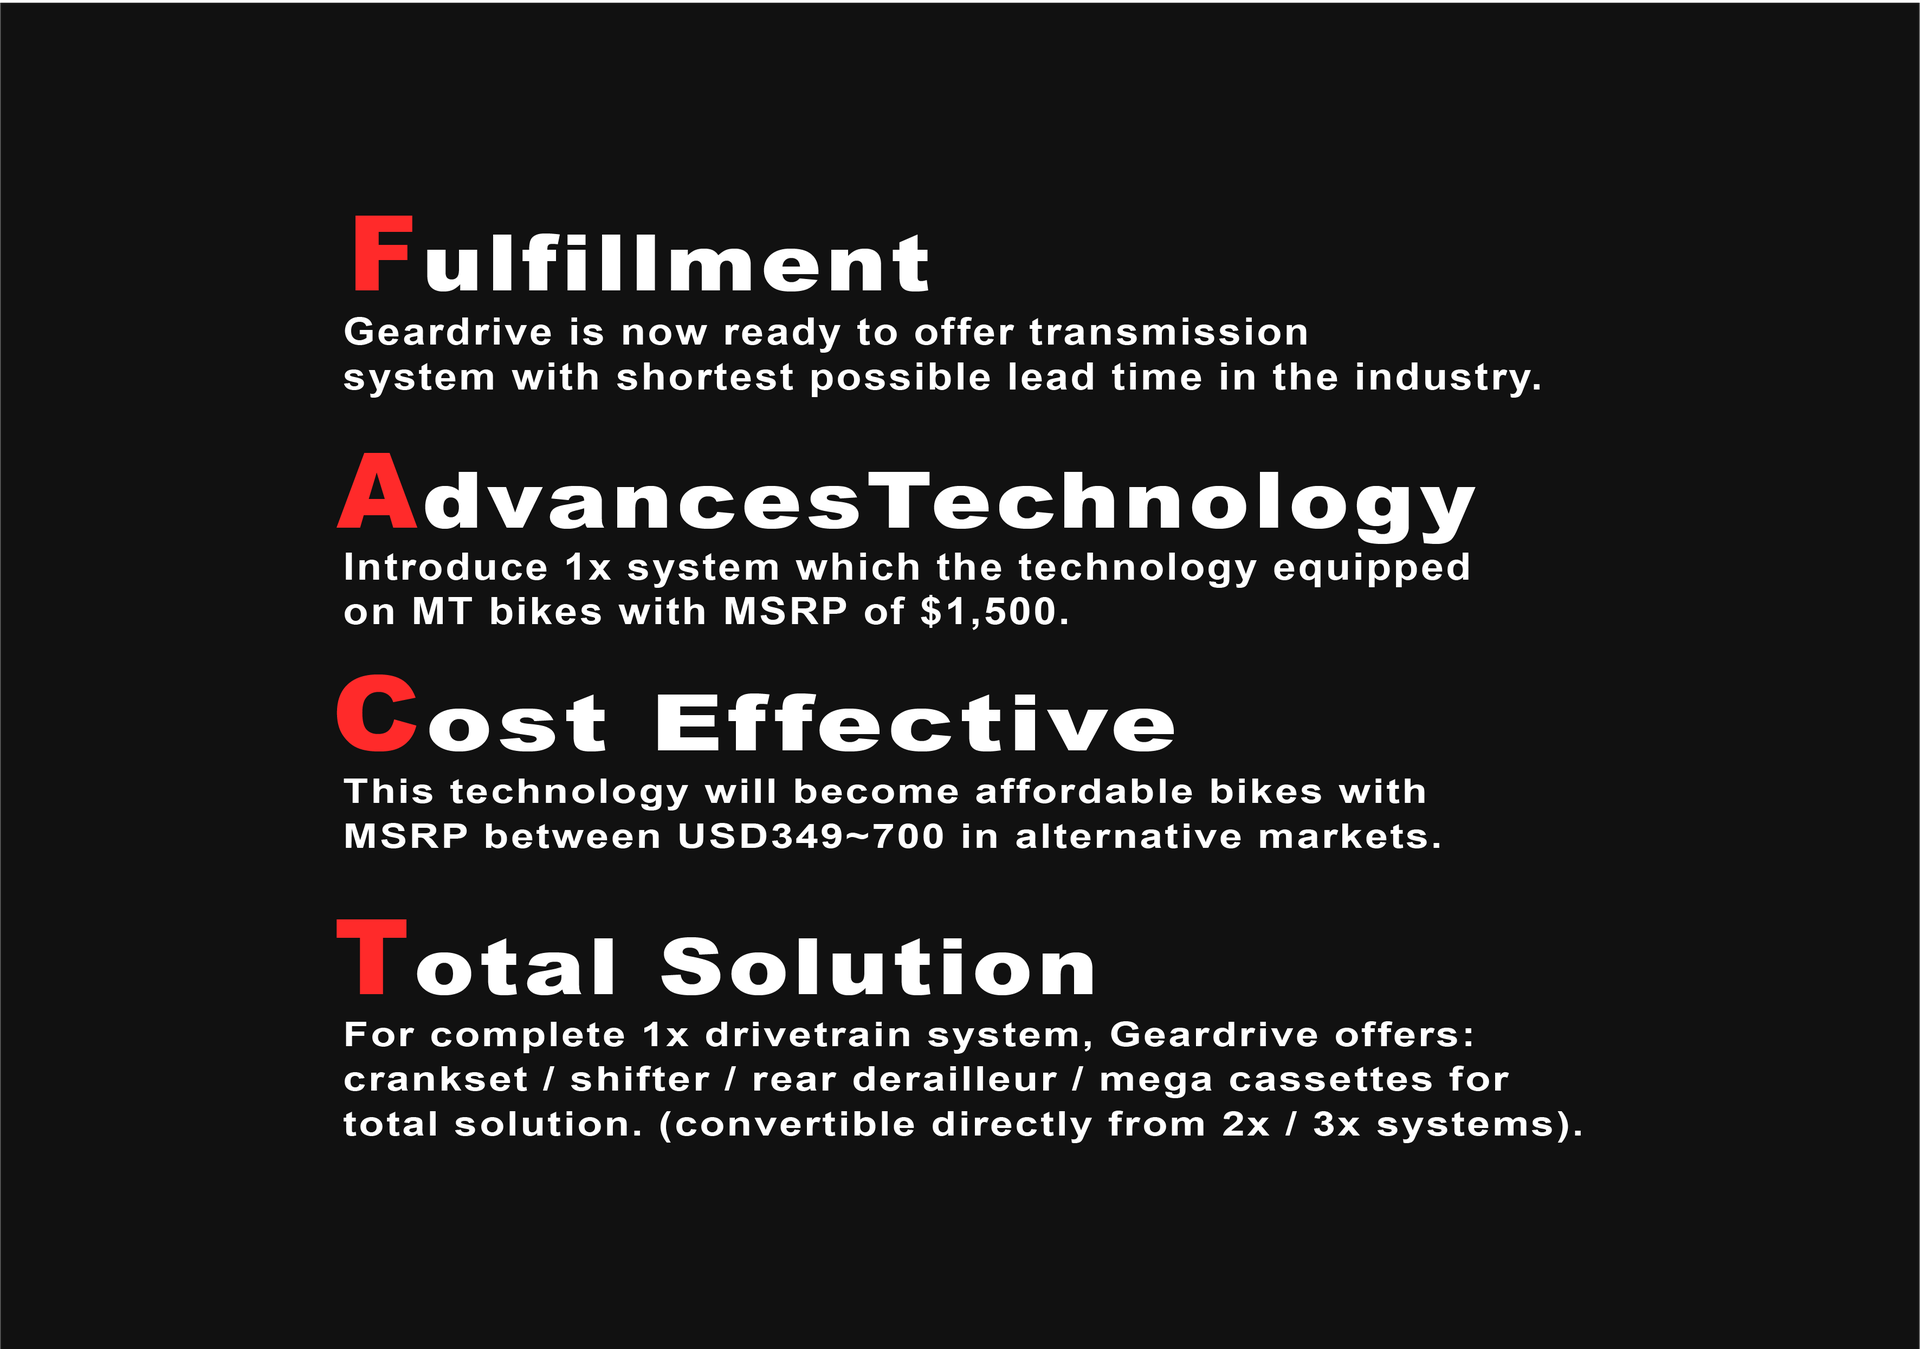 Fulfillment
Geardrive is now ready to offer transmission
system with shortest possible lead time in the industry.
AdvancesTechnology
Introduce 1x system which the technology equipped
on MT bikes with MSRP of $1,500.
Cost Effective
This technology will become affordable bikes with
MSRP between USD349~700 in alternative markets.
Total Solution
For complete 1x drivetrain system, Geardrive offers:
crankset / shifter / rear derailleur / mega cassettes for
total solution. (convertible directly from 2x / 3x systems).